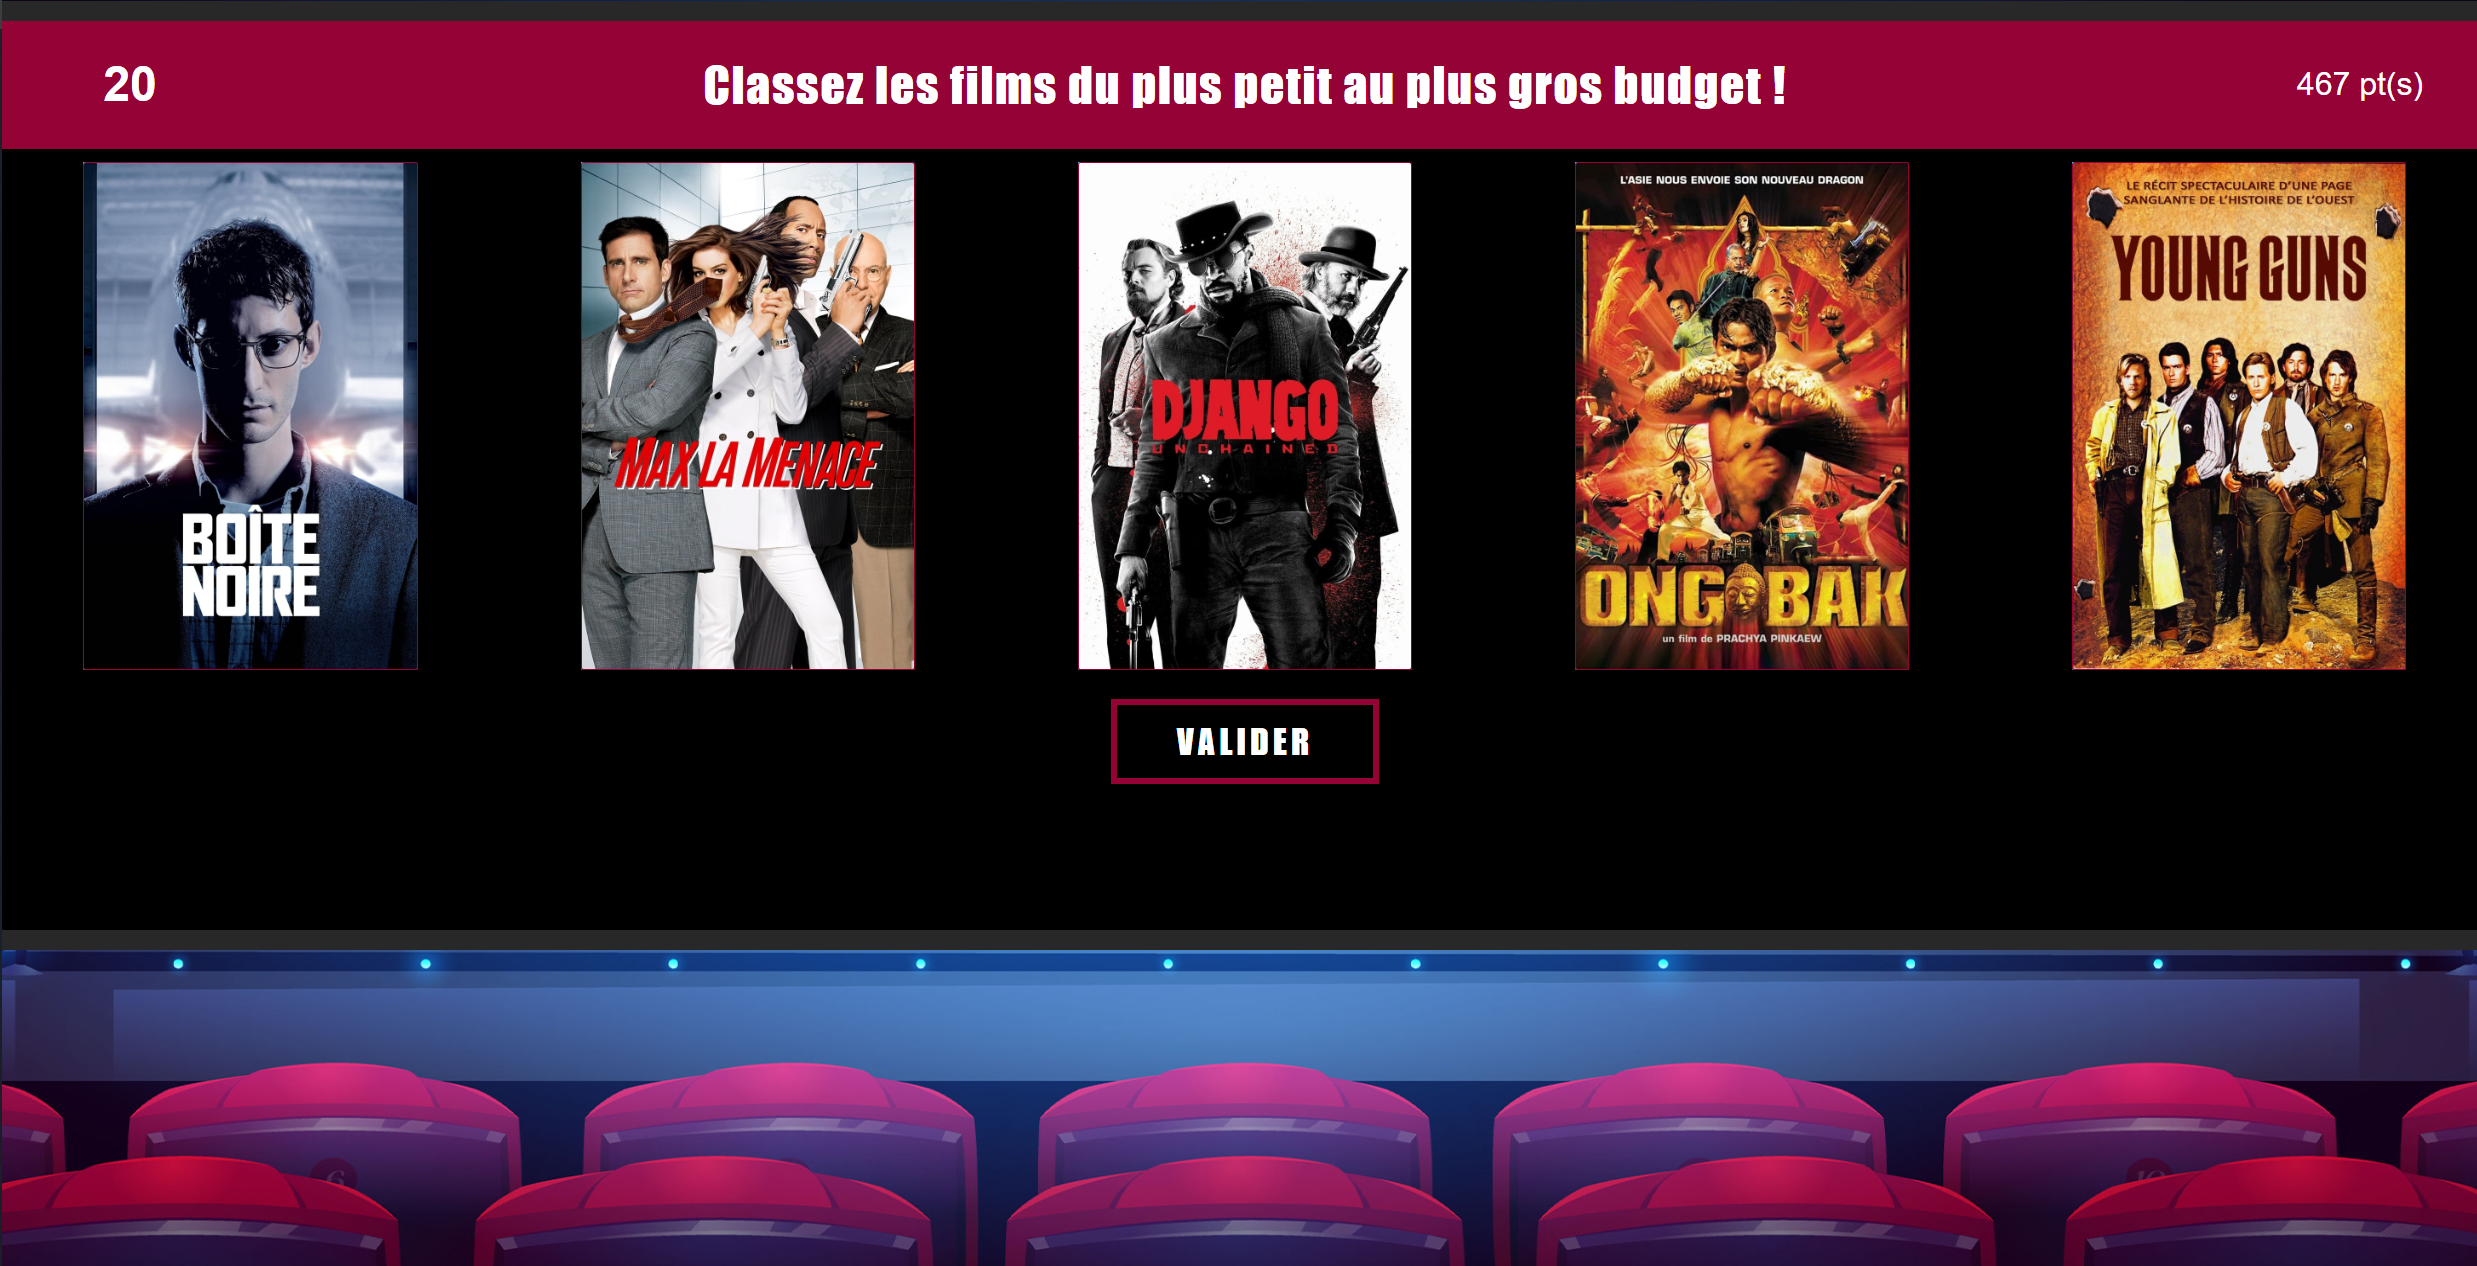 20
Classez les films du plus petit au plus gros budget !
467 pt(s)
BOÎTE
NOIRE
MAX LA MENACE
DJANGO
UNCHAINED
L'ASIE NOUS ENVOIE SON NOUVEAU DRAGON
ONG BAK
un film de PRACHYA PINKAEW
LE RÉCIT SPECTACULAIRE D'UNE PAGE
SANGLANTE DE L'HISTOIRE DE L'OUEST
YOUNG GUNS
VALIDER
6
10